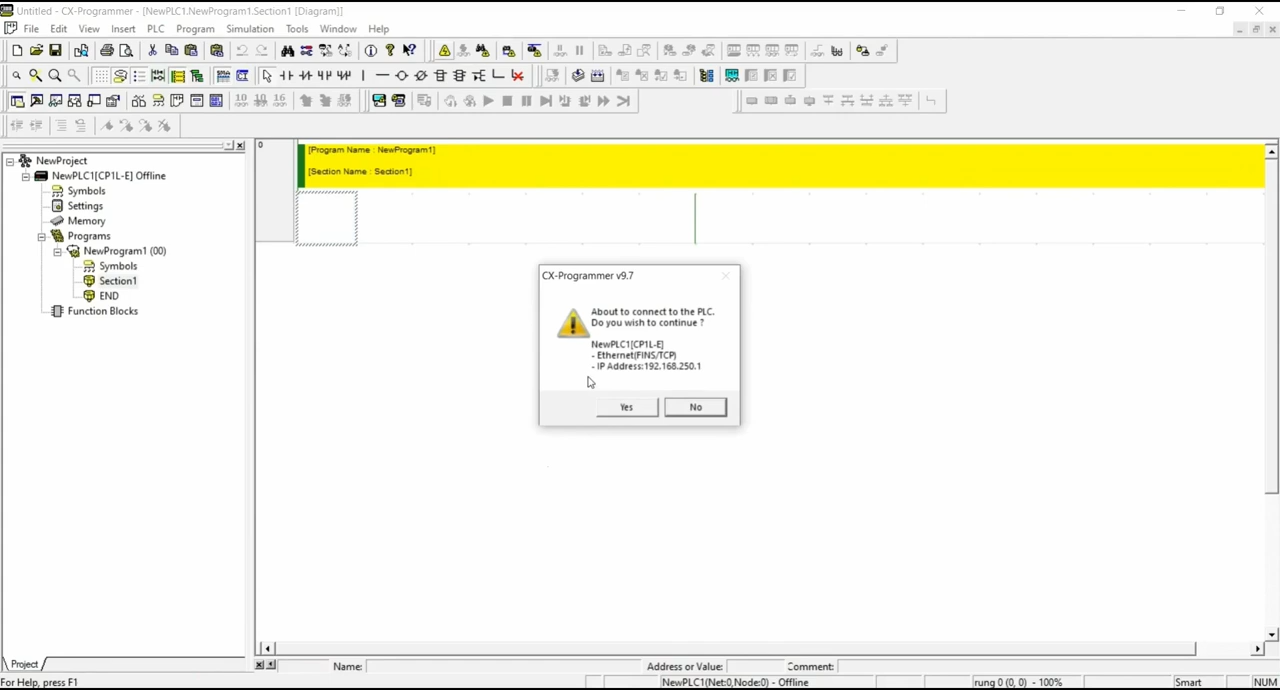 Untitled - CX-Programmer - [NewPLC1.NewProgram1.Section1 [Diagram]]
File Edit View Insert PLC Program Simulation Tools Window Help
10 10 16
NewProject
NewPLC1[CP1L-E] Offline
Symbols
Settings
Memory
Programs
NewProgram1 (00)
Symbols
Section1
END
Function Blocks
0
[Program Name : NewProgram1]
[Section Name : Section1]
CX-Programmer v9.7
About to connect to the PLC.
Do you wish to continue ?
NewPLC1[CP1L-E]
- Ethernet(FINS/TCP)
- IP Address:192.168.250.1
Yes No
Project
Name: Address or Value: Comment:
For Help, press F1 NewPLC1(Net:0,Node:0) - Offline rung 0 (0, 0) - 100% Smart NUM